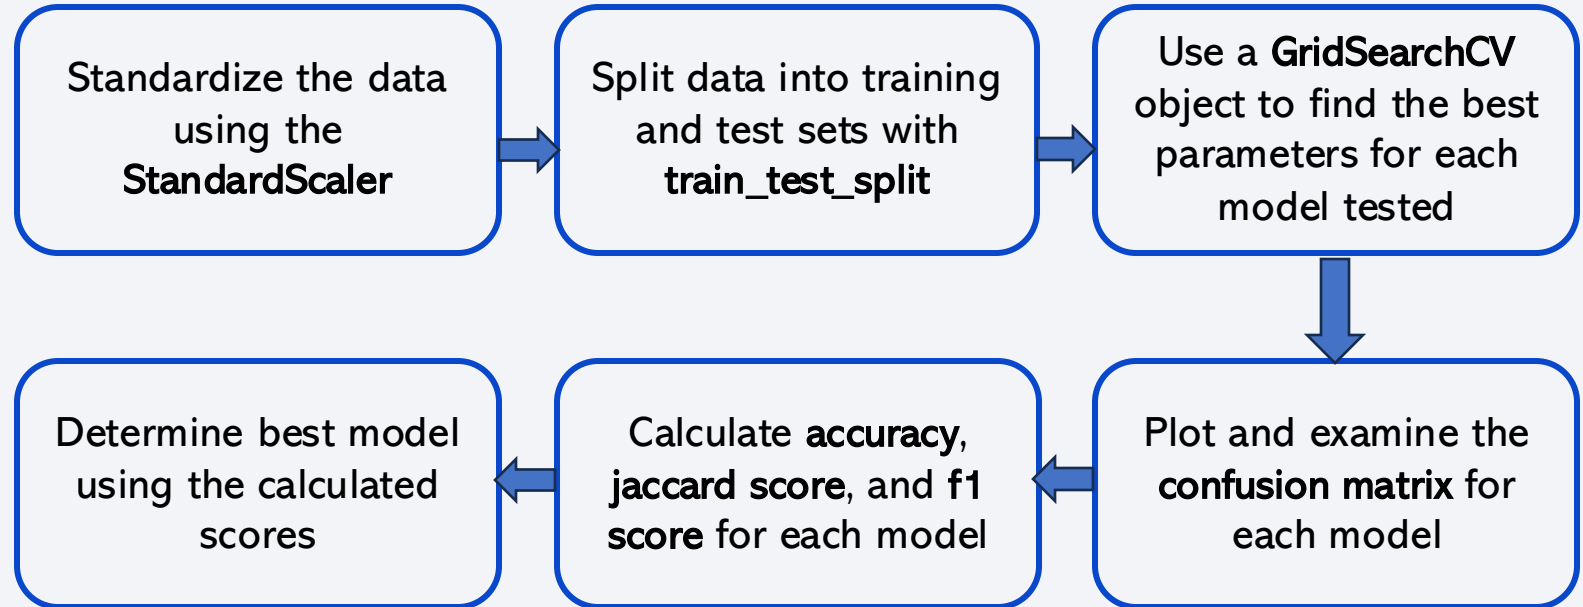 Standardize the data
using the
StandardScaler
Split data into training
and test sets with
train_test_split
Use a GridSearchCV
object to find the best
parameters for each
model tested
Plot and examine the
confusion matrix for
each model
Calculate accuracy,
jaccard score, and f1
score for each model
Determine best model
using the calculated
scores